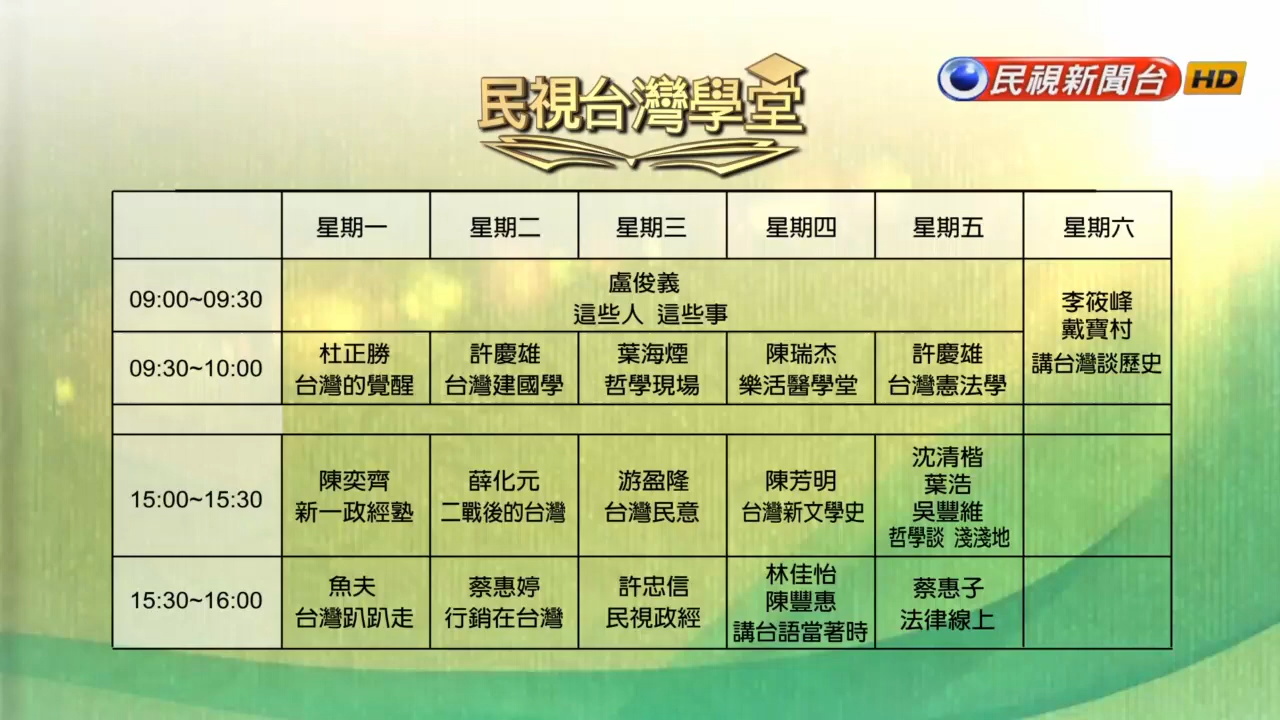 民視台灣學堂
民視新聞台 HD
星期一 星期二 星期三 星期四 星期五 星期六
09:00~09:30
盧俊義
這些人 這些事
李筱峰
戴寶村
講台灣談歷史
09:30~10:00
杜正勝
台灣的覺醒
許慶雄
台灣建國學
葉海煙
哲學現場
陳瑞杰
樂活醫學堂
許慶雄
台灣憲法學
15:00~15:30
陳奕齊
新一政經塾
薛化元
二戰後的台灣
游盈隆
台灣民意
陳芳明
台灣新文學史
沈清楷
葉浩
吳豐維
哲學談 淺淺地
15:30~16:00
魚夫
台灣趴趴走
蔡惠婷
行銷在台灣
許忠信
民視政經
林佳怡
陳豐惠
講台語當著時
蔡惠子
法律線上